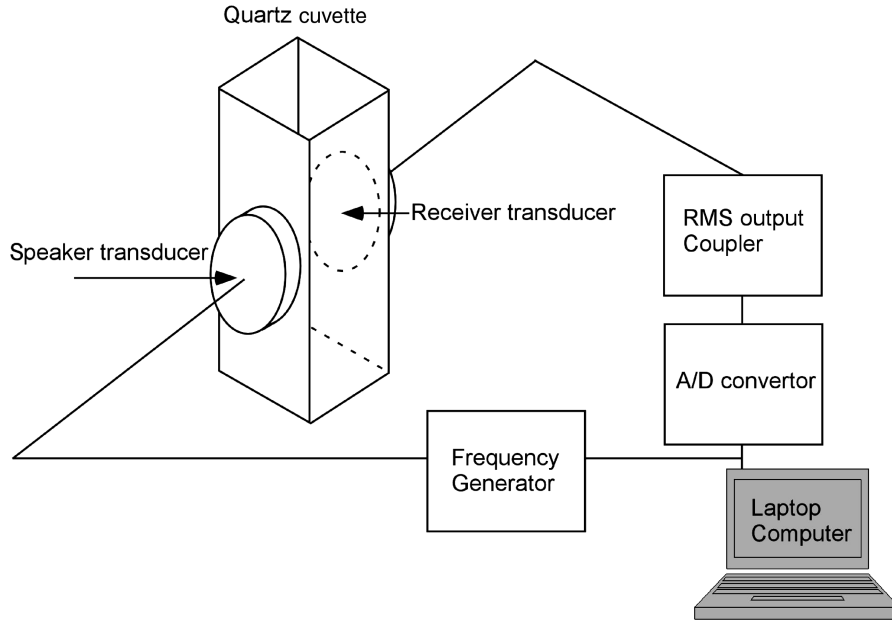 Quartz cuvette
Receiver transducer
RMS output
Coupler
Speaker transducer
A/D convertor
Frequency
Generator
Laptop
Computer